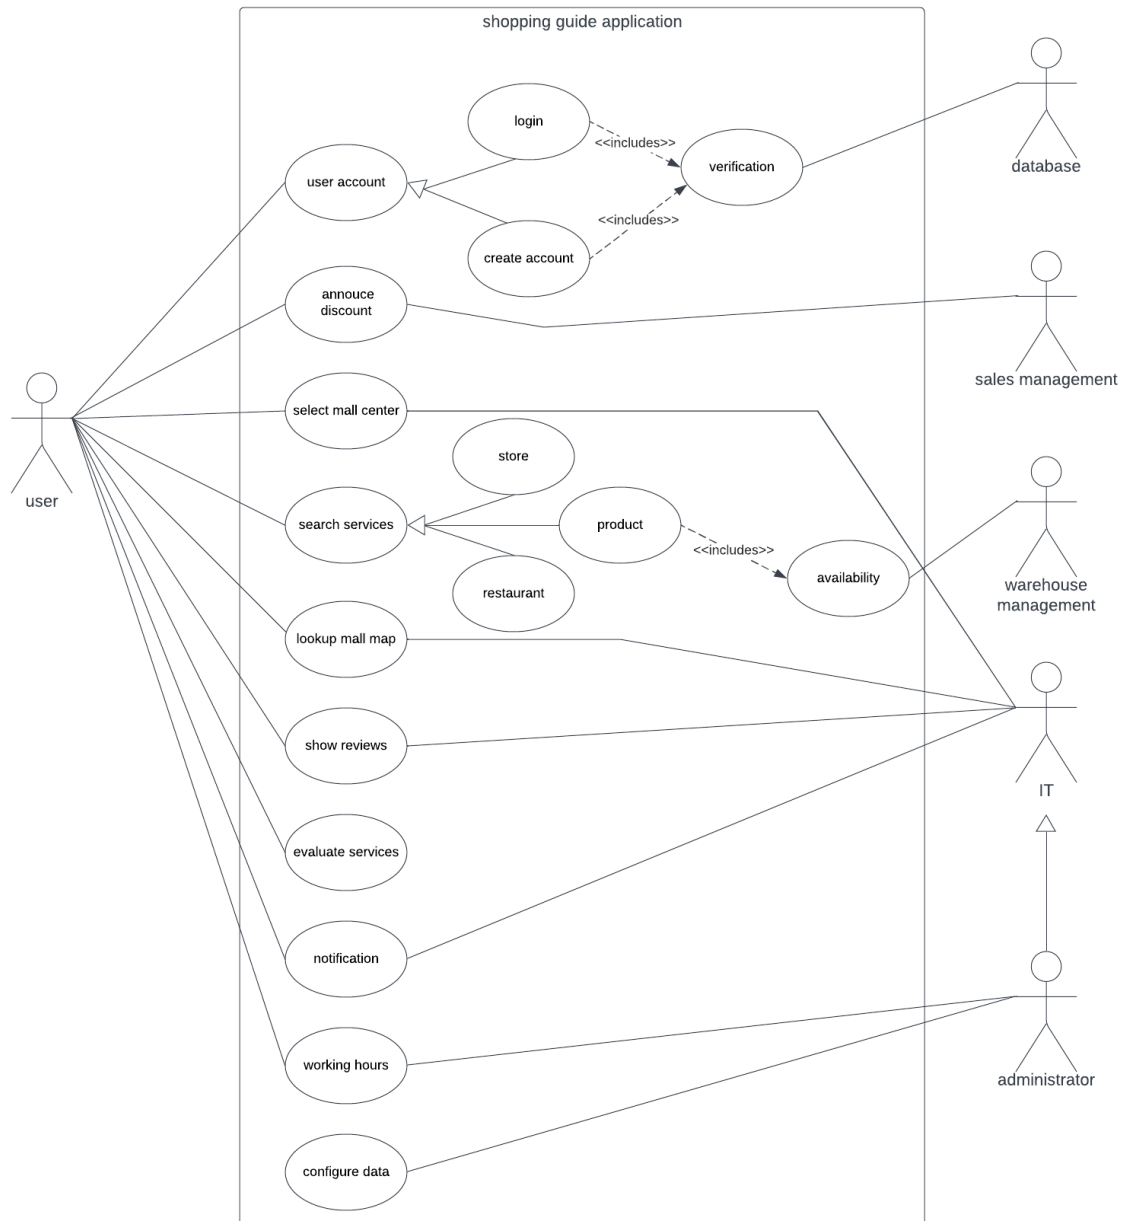 shopping guide application
login
<<includes>>
verification
database
user account
<<includes>>
create account
annouce
discount
sales management
select mall center
store
user
search services
product
<<includes>>
availability
restaurant
warehouse
management
lookup mall map
show reviews
IT
evaluate services
notification
working hours
administrator
configure data